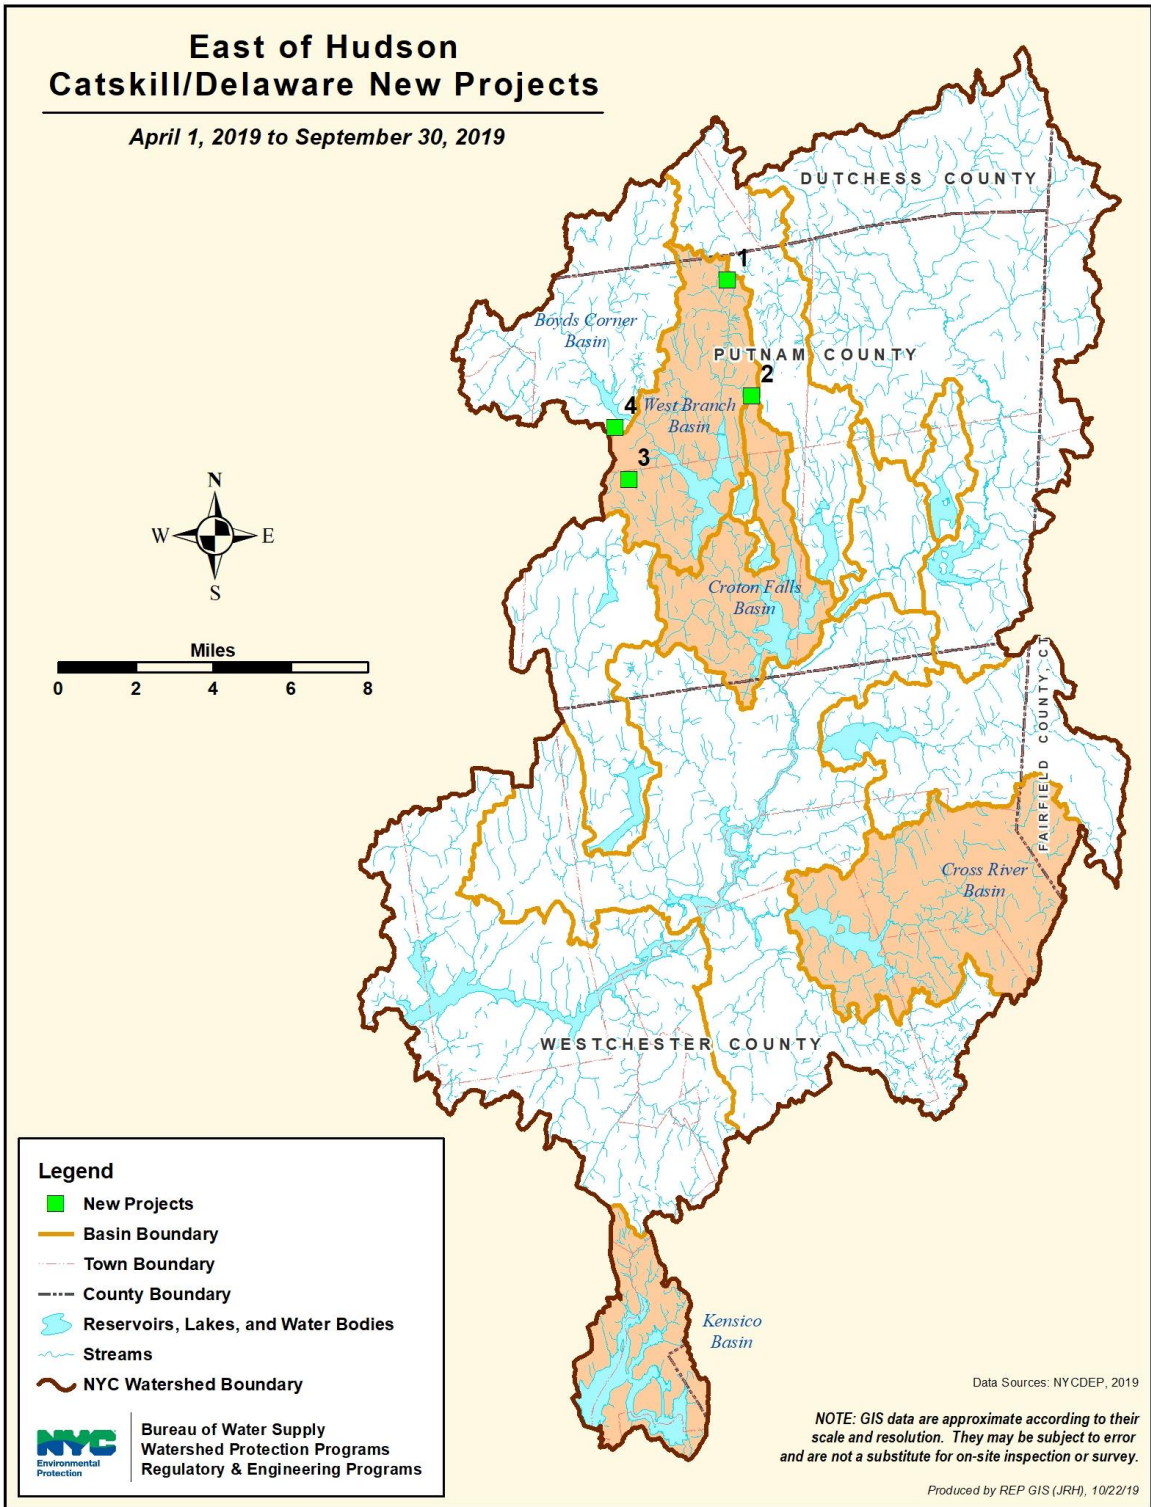 East of Hudson
Catskill/Delaware New Projects
April 1, 2019 to September 30, 2019
DUTCHESS COUNTY
1
Boyds Corner
Basin
PUTNAM COUNTY
2
4
West Branch
Basin
3
N
W
E
S
Croton Falls
Basin
Miles
0 2 4 6 8
FAIRFIELD COUNTY, CT
Cross River
Basin
WESTCHESTER COUNTY
Legend
New Projects
Basin Boundary
Town Boundary
County Boundary
Reservoirs, Lakes, and Water Bodies
Streams
NYC Watershed Boundary
Kensico
Basin
NYC
Environmental
Protection
Bureau of Water Supply
Watershed Protection Programs
Regulatory & Engineering Programs
Data Sources: NYCDEP, 2019
NOTE: GIS data are approximate according to their
scale and resolution. They may be subject to error
and are not a substitute for on-site inspection or survey.
Produced by REP GIS (JRH), 10/22/19